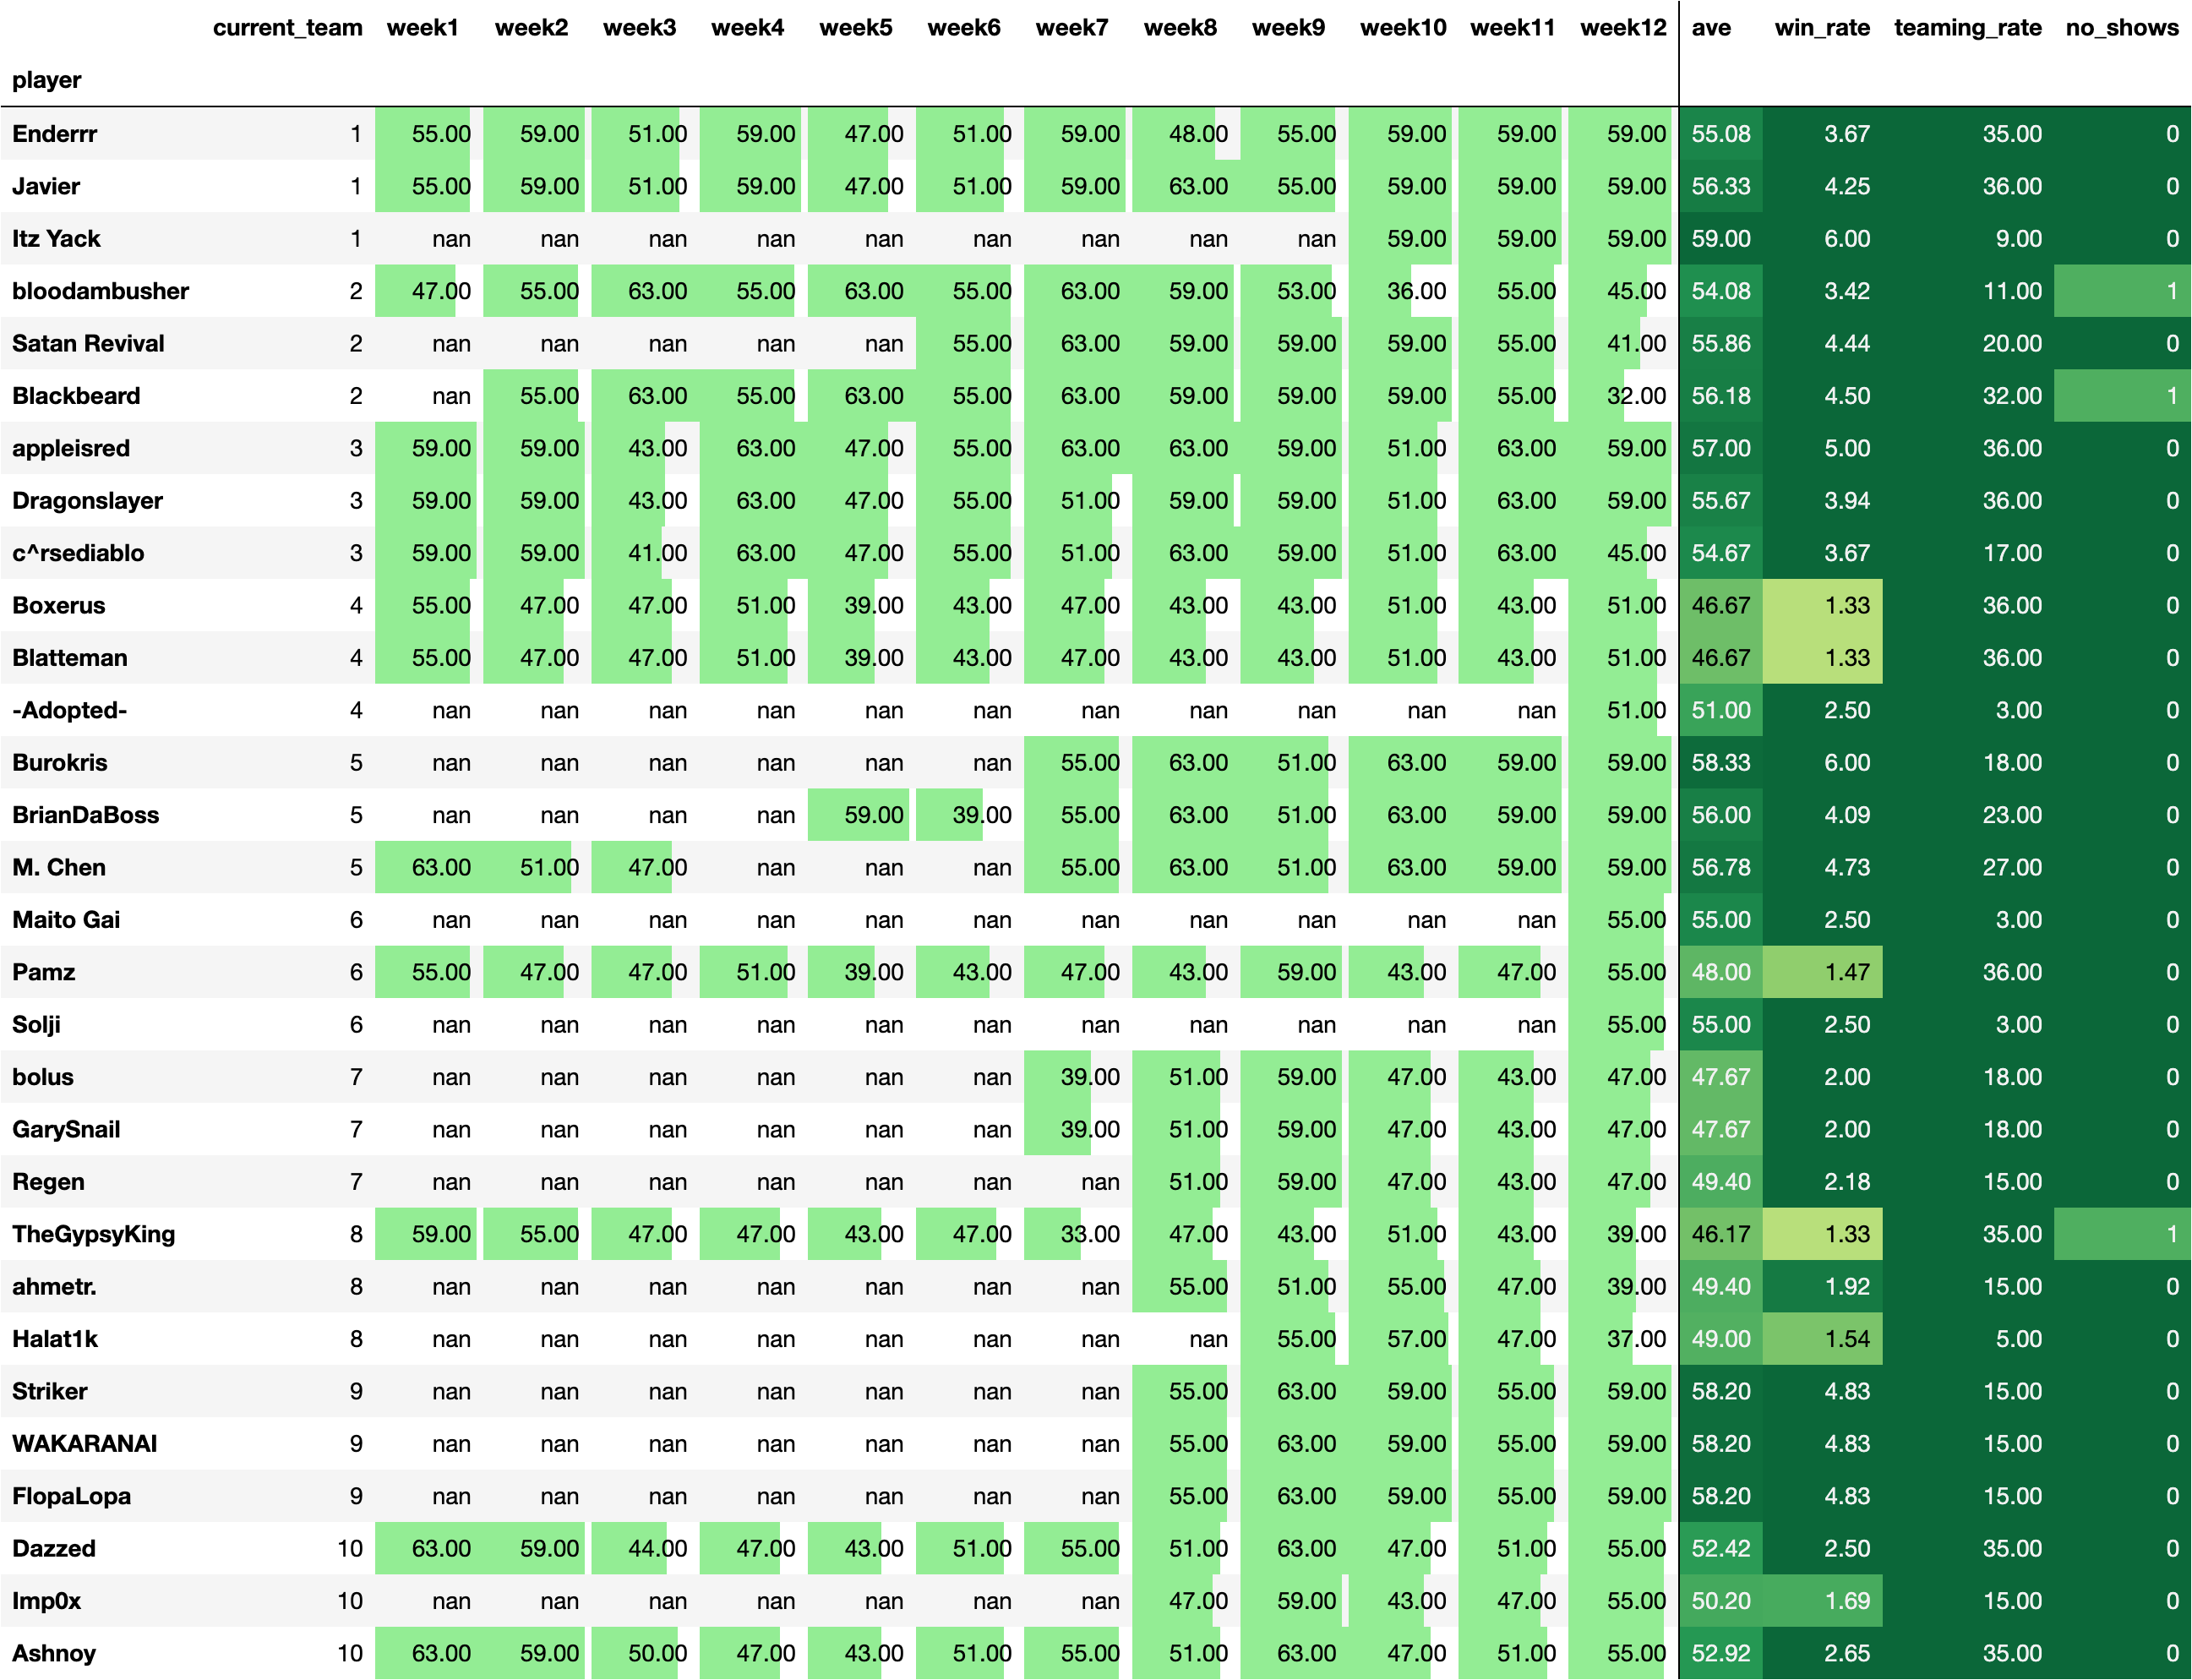 current_team week1 week2 week3 week4 week5 week6 week7 week8 week9 week10 week11 week12 ave win_rate teaming_rate no_shows
player
Enderrr 1 55.00 59.00 51.00 59.00 47.00 51.00 59.00 48.00 55.00 59.00 59.00 59.00 55.08 3.67 35.00 0
Javier 1 55.00 59.00 51.00 59.00 47.00 51.00 59.00 63.00 55.00 59.00 59.00 59.00 56.33 4.25 36.00 0
Itz Yack 1 nan nan nan nan nan nan nan nan nan 59.00 59.00 59.00 59.00 6.00 9.00 0
bloodambusher 2 47.00 55.00 63.00 55.00 63.00 55.00 63.00 59.00 53.00 36.00 55.00 45.00 54.08 3.42 11.00 1
Satan Revival 2 nan nan nan nan nan 55.00 63.00 59.00 59.00 59.00 55.00 41.00 55.86 4.44 20.00 0
Blackbeard 2 nan 55.00 63.00 55.00 63.00 55.00 63.00 59.00 59.00 59.00 55.00 32.00 56.18 4.50 32.00 1
appleisred 3 59.00 59.00 43.00 63.00 47.00 55.00 63.00 63.00 59.00 51.00 63.00 59.00 57.00 5.00 36.00 0
Dragonslayer 3 59.00 59.00 43.00 63.00 47.00 55.00 51.00 59.00 59.00 51.00 63.00 59.00 55.67 3.94 36.00 0
c^rsediablo 3 59.00 59.00 41.00 63.00 47.00 55.00 51.00 63.00 59.00 51.00 63.00 45.00 54.67 3.67 17.00 0
Boxerus 4 55.00 47.00 47.00 51.00 39.00 43.00 47.00 43.00 43.00 51.00 43.00 51.00 46.67 1.33 36.00 0
Blatteman 4 55.00 47.00 47.00 51.00 39.00 43.00 47.00 43.00 43.00 51.00 43.00 51.00 46.67 1.33 36.00 0
-Adopted- 4 nan nan nan nan nan nan nan nan nan nan nan 51.00 51.00 2.50 3.00 0
Burokris 5 nan nan nan nan nan nan 55.00 63.00 51.00 63.00 59.00 59.00 58.33 6.00 18.00 0
BrianDaBoss 5 nan nan nan nan 59.00 39.00 55.00 63.00 51.00 63.00 59.00 59.00 56.00 4.09 23.00 0
M. Chen 5 63.00 51.00 47.00 nan nan nan 55.00 63.00 51.00 63.00 59.00 59.00 56.78 4.73 27.00 0
Maito Gai 6 nan nan nan nan nan nan nan nan nan nan nan 55.00 55.00 2.50 3.00 0
Pamz 6 55.00 47.00 47.00 51.00 39.00 43.00 47.00 43.00 59.00 43.00 47.00 55.00 48.00 1.47 36.00 0
Solji 6 nan nan nan nan nan nan nan nan nan nan nan 55.00 55.00 2.50 3.00 0
bolus 7 nan nan nan nan nan nan 39.00 51.00 59.00 47.00 43.00 47.00 47.67 2.00 18.00 0
GarySnail 7 nan nan nan nan nan nan 39.00 51.00 59.00 47.00 43.00 47.00 47.67 2.00 18.00 0
Regen 7 nan nan nan nan nan nan nan 51.00 59.00 47.00 43.00 47.00 49.40 2.18 15.00 0
TheGypsyKing 8 59.00 55.00 47.00 47.00 43.00 47.00 33.00 47.00 43.00 51.00 43.00 39.00 46.17 1.33 35.00 1
ahmetr. 8 nan nan nan nan nan nan nan 55.00 51.00 55.00 47.00 39.00 49.40 1.92 15.00 0
Halat1k 8 nan nan nan nan nan nan nan nan 55.00 57.00 47.00 37.00 49.00 1.54 5.00 0
Striker 9 nan nan nan nan nan nan nan 55.00 63.00 59.00 55.00 59.00 58.20 4.83 15.00 0
WAKARANAI 9 nan nan nan nan nan nan nan 55.00 63.00 59.00 55.00 59.00 58.20 4.83 15.00 0
FlopaLopa 9 nan nan nan nan nan nan nan 55.00 63.00 59.00 55.00 59.00 58.20 4.83 15.00 0
Dazzed 10 63.00 59.00 44.00 47.00 43.00 51.00 55.00 51.00 63.00 47.00 51.00 55.00 52.42 2.50 35.00 0
Imp0x 10 nan nan nan nan nan nan nan 47.00 59.00 43.00 47.00 55.00 50.20 1.69 15.00 0
Ashnoy 10 63.00 59.00 50.00 47.00 43.00 51.00 55.00 51.00 63.00 47.00 51.00 55.00 52.92 2.65 35.00 0